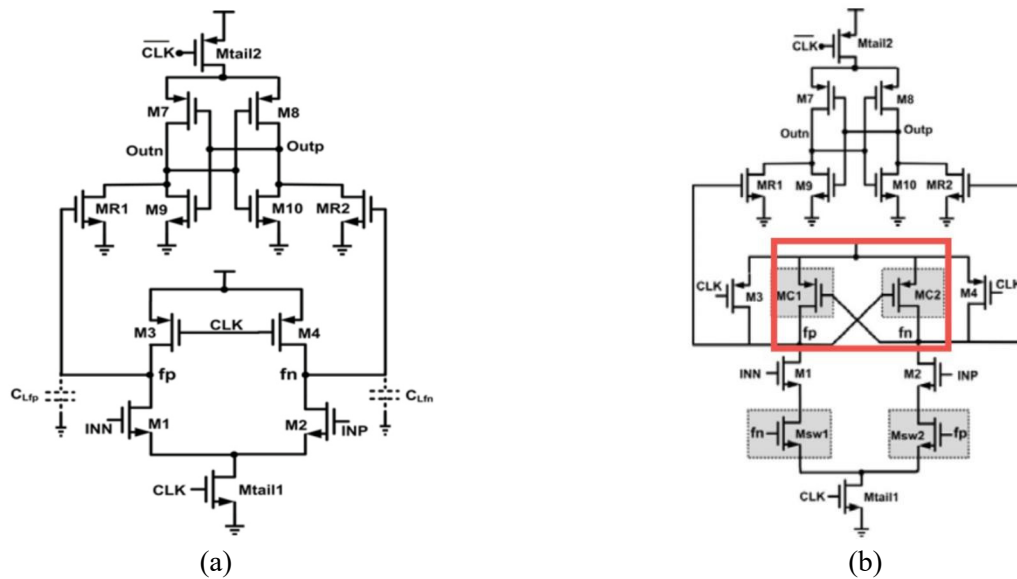 CLK
Mtail2
M7
M8
Outn
Outp
MR1
M9
M10
MR2
M3
CLK
M4
fp
fn
CLfp
CLfn
INN
M1
M2
INP
CLK
Mtail1
(a)
CLK
Mtail2
M7
M8
Outn
Outp
MR1
M9
M10
MR2
CLK
M3
MC1
MC2
M4
CLK
fp
fn
INN
M1
M2
INP
fn
Msw1
Msw2
fp
CLK
Mtail1
(b)